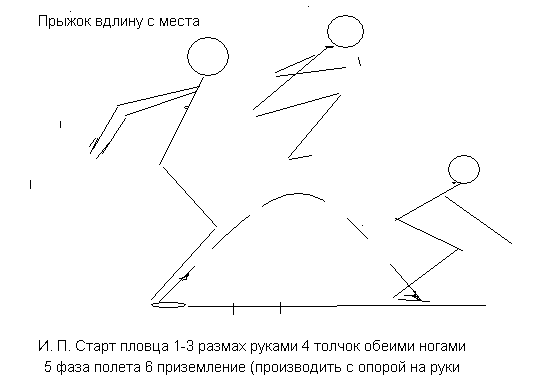 Прыжок вдлину с места
И. П. Старт пловца 1-3 размах руками 4 толчок обеими ногами
5 фаза полета 6 приземление (производить с опорой на руки